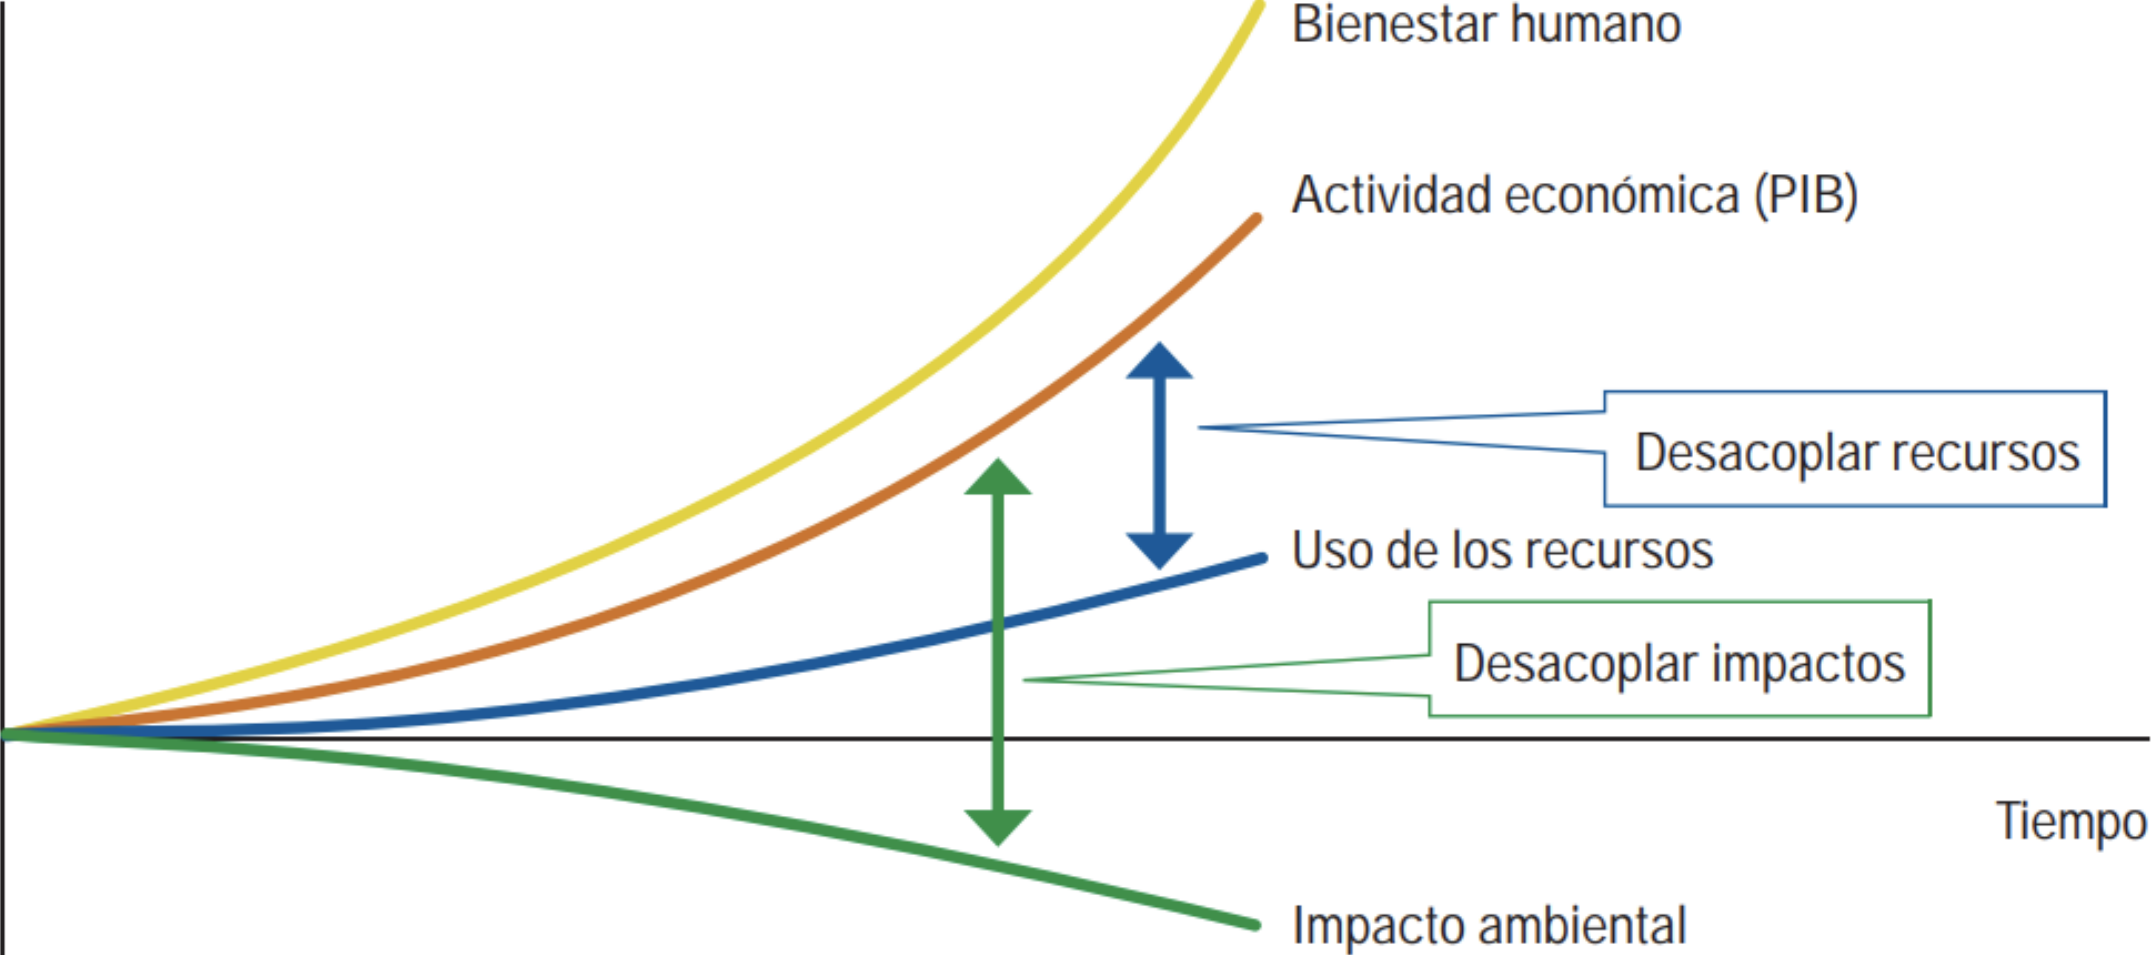 Bienestar humano
Actividad económica (PIB)
Desacoplar recursos
Uso de los recursos
Desacoplar impactos
Tiempo
Impacto ambiental